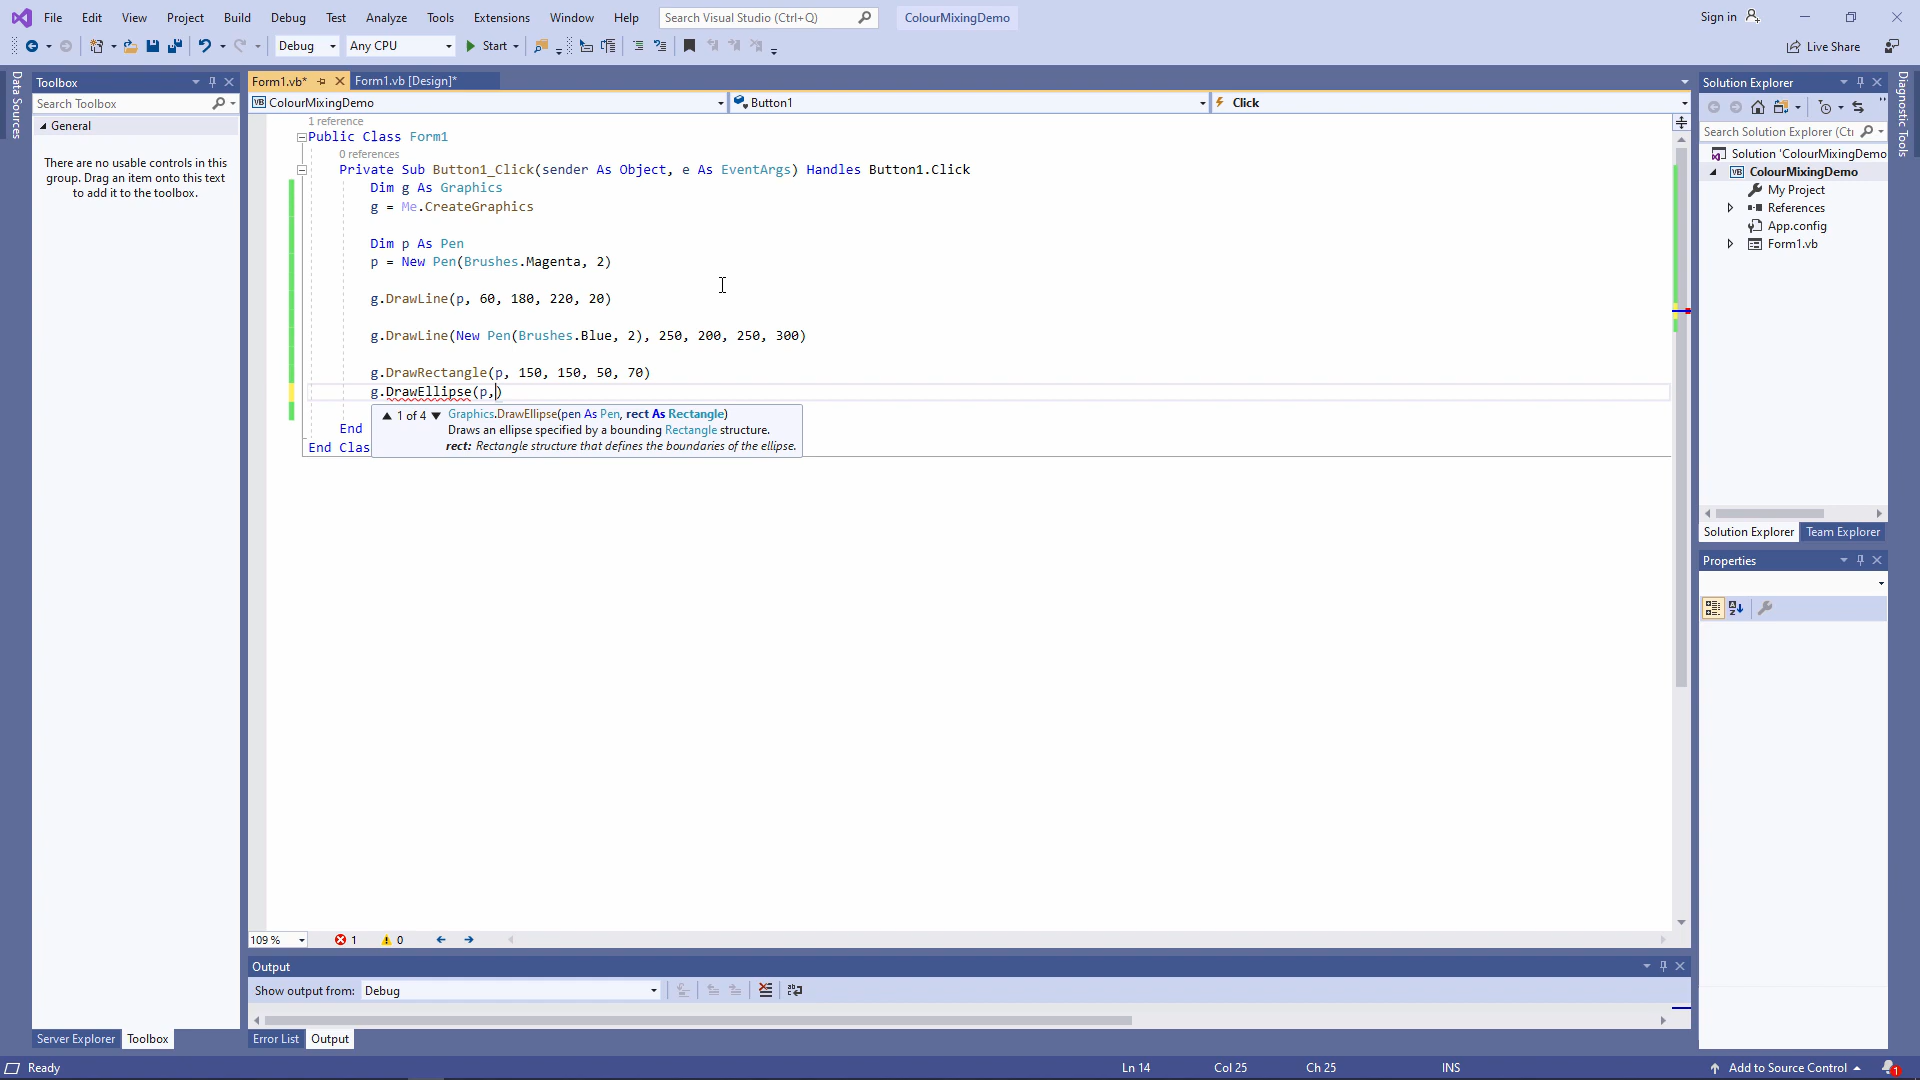 File Edit View Project Build Debug Test Analyze Tools Extensions Window Help Search Visual Studio (Ctrl+Q) ColourMixingDemo Sign in
Debug Any CPU Start Live Share
Data Sources
Toolbox
Search Toolbox
General
There are no usable controls in this
group. Drag an item onto this text
to add it to the toolbox.
Server Explorer Toolbox
Form1.vb* Form1.vb [Design]*
VB ColourMixingDemo Button1 Click
1 reference
Public Class Form1
0 references
Private Sub Button1_Click(sender As Object, e As EventArgs) Handles Button1.Click
Dim g As Graphics
g = Me.CreateGraphics
Dim p As Pen
p = New Pen(Brushes.Magenta, 2)
g.DrawLine(p, 60, 180, 220, 20)
g.DrawLine(New Pen(Brushes.Blue, 2), 250, 200, 250, 300)
g.DrawRectangle(p, 150, 150, 50, 70)
g.DrawEllipse(p,)
1 of 4 Graphics.DrawEllipse(pen As Pen, rect As Rectangle)
Draws an ellipse specified by a bounding Rectangle structure.
rect: Rectangle structure that defines the boundaries of the ellipse.
End
End Clas
109 % 1 0
Output
Show output from: Debug
Error List Output
Solution Explorer
Search Solution Explorer (Ctr
Solution 'ColourMixingDemo
VB ColourMixingDemo
My Project
References
App.config
Form1.vb
Solution Explorer Team Explorer
Properties
Diagnostic Tools
Ready Ln 14 Col 25 Ch 25 INS Add to Source Control 1